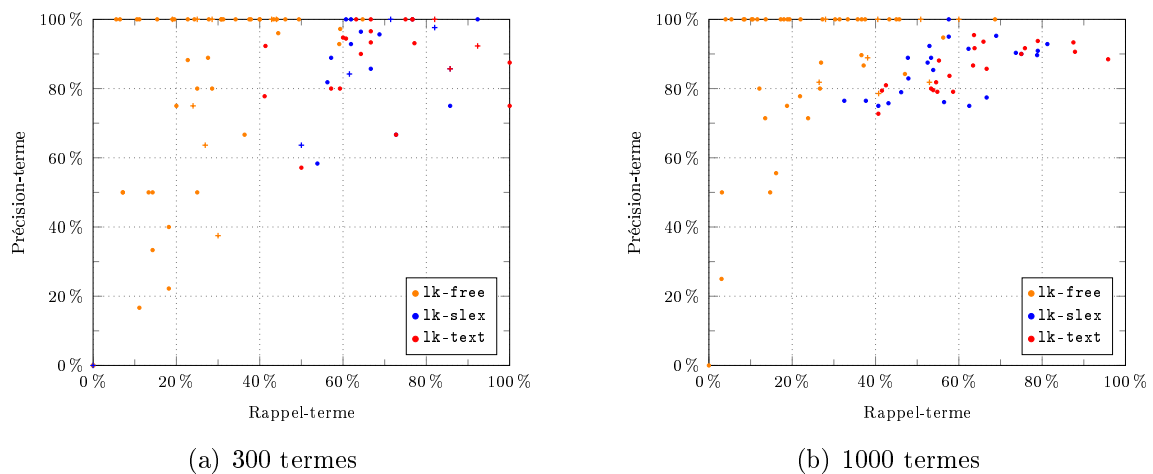 100 %
80 %
60 %
40 %
20 %
0 %
Précision-terme
0 % 20 % 40 % 60 % 80 % 100 %
Rappel-terme
lk-free
lk-slex
lk-text
(a) 300 termes
100 %
80 %
60 %
40 %
20 %
0 %
Précision-terme
0 % 20 % 40 % 60 % 80 % 100 %
Rappel-terme
lk-free
lk-slex
lk-text
(b) 1000 termes